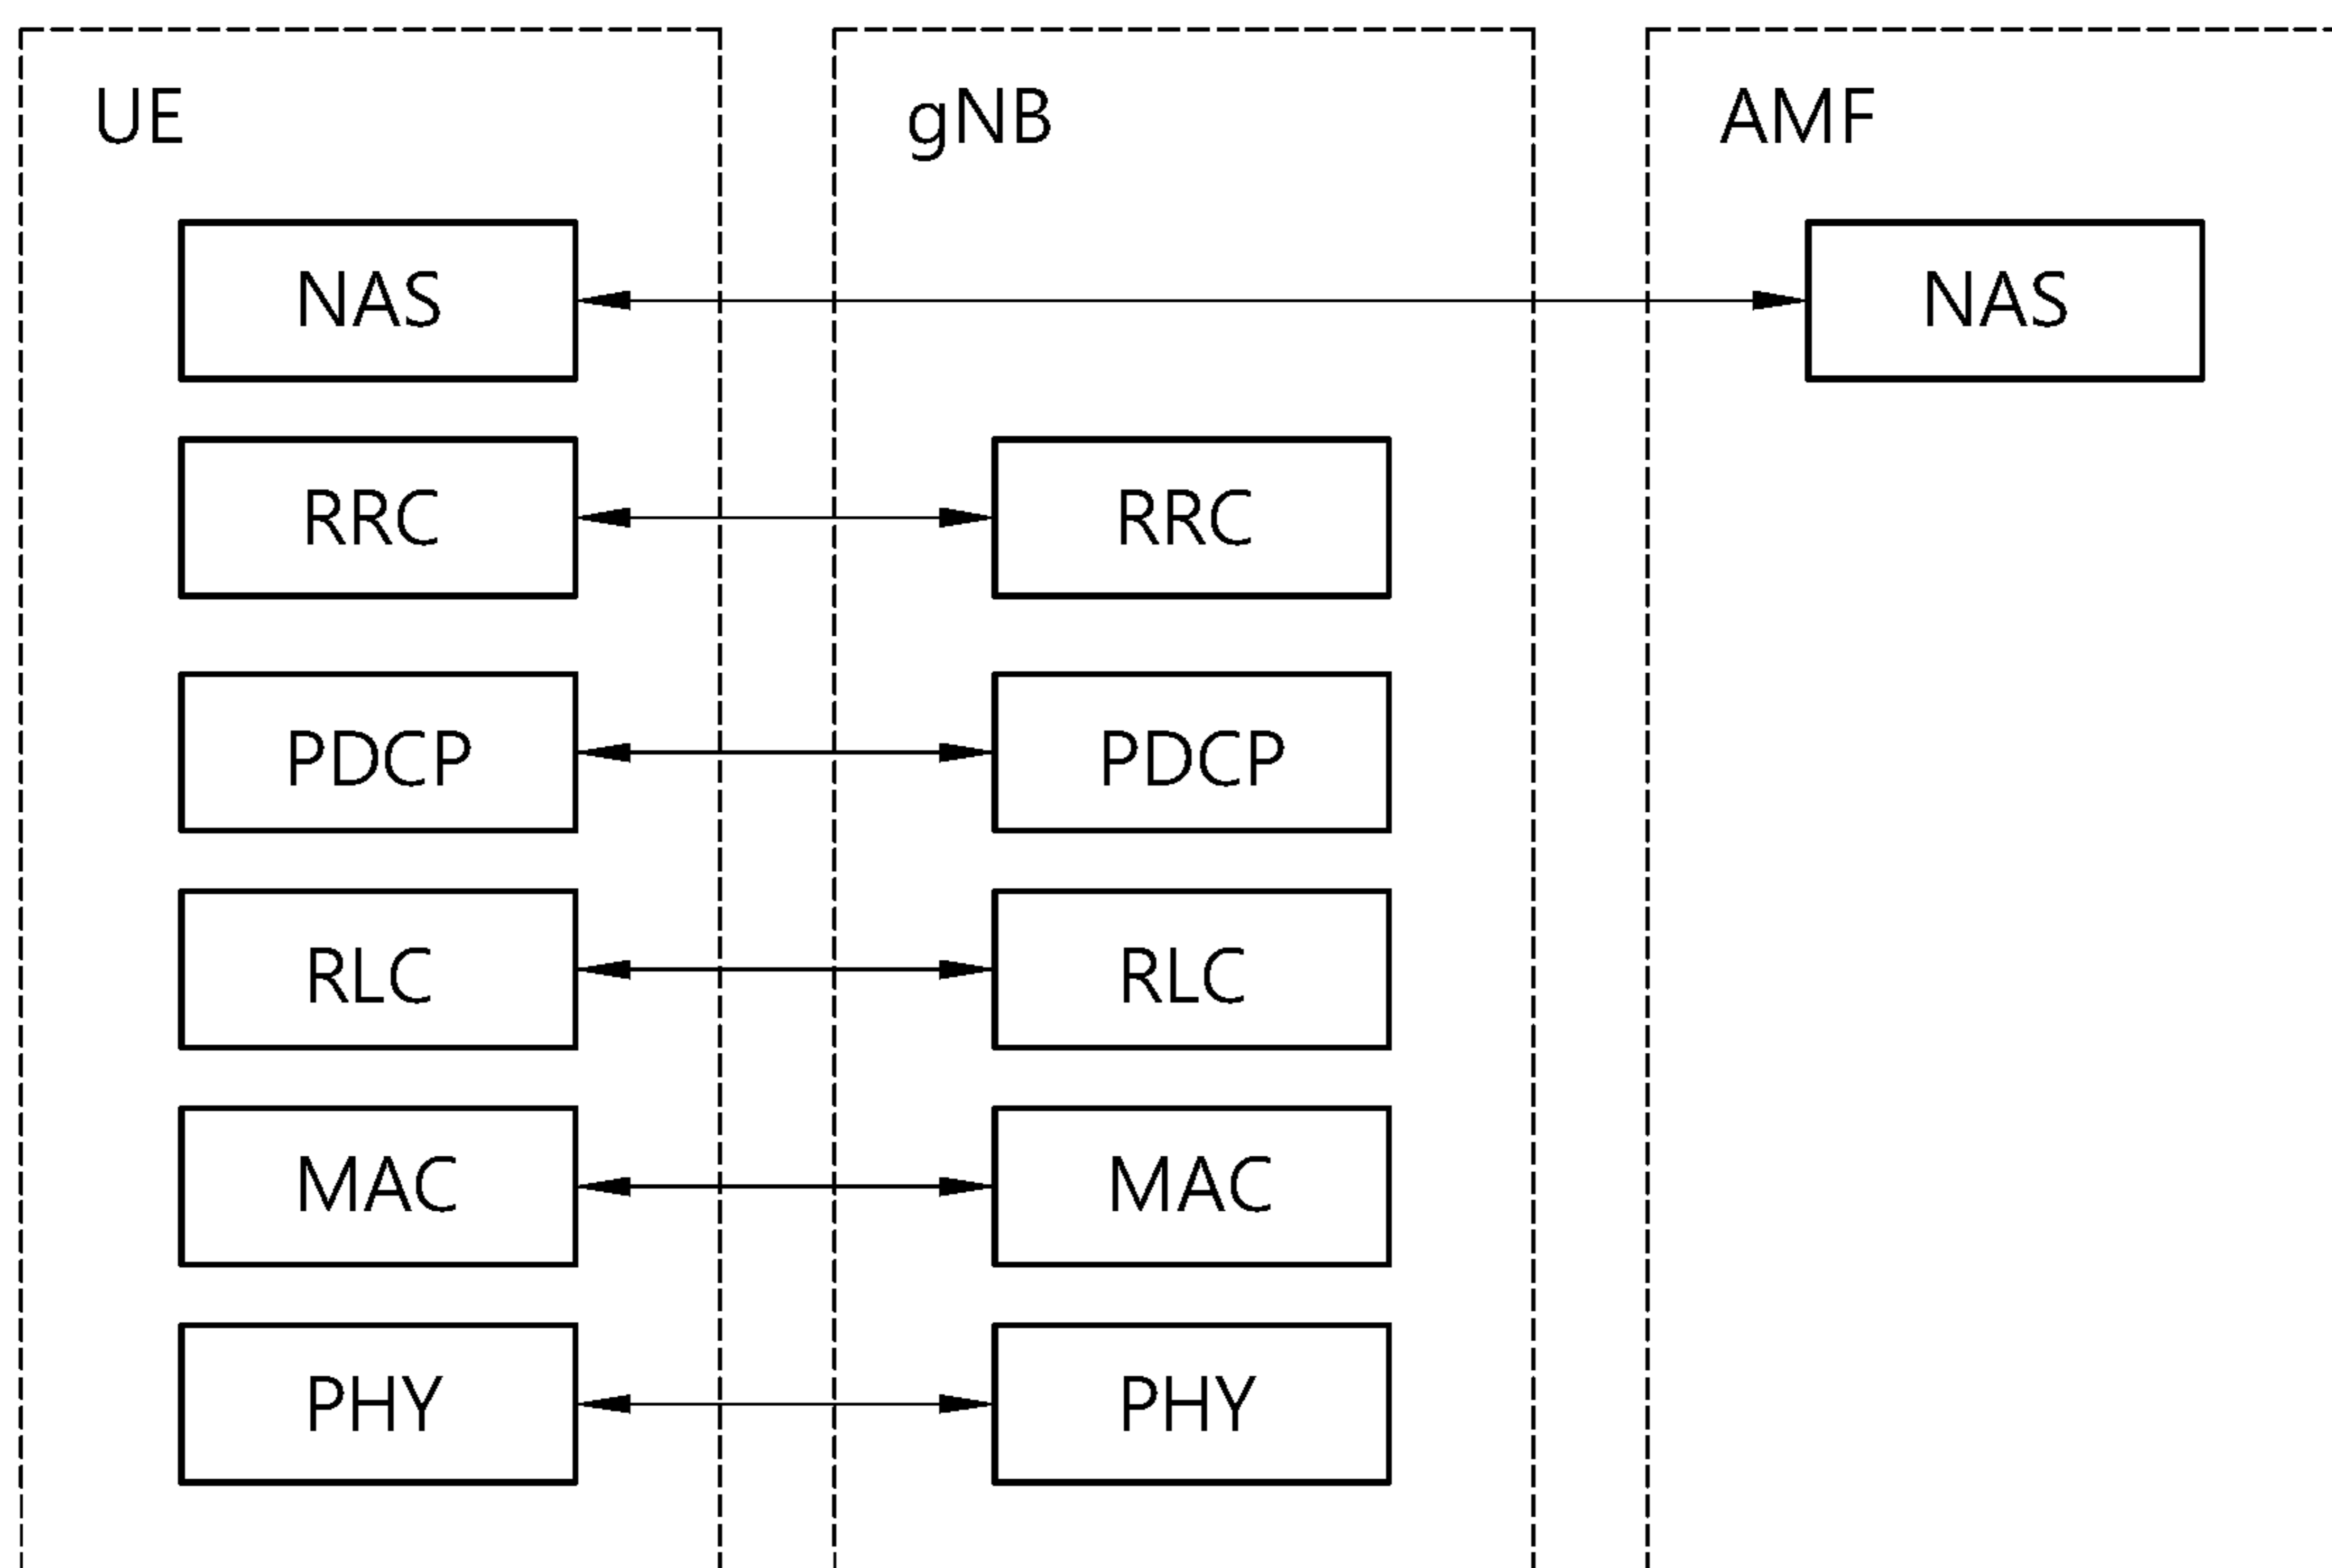 UE gNB AMF
NAS NAS
RRC RRC
PDCP PDCP
RLC RLC
MAC MAC
PHY PHY